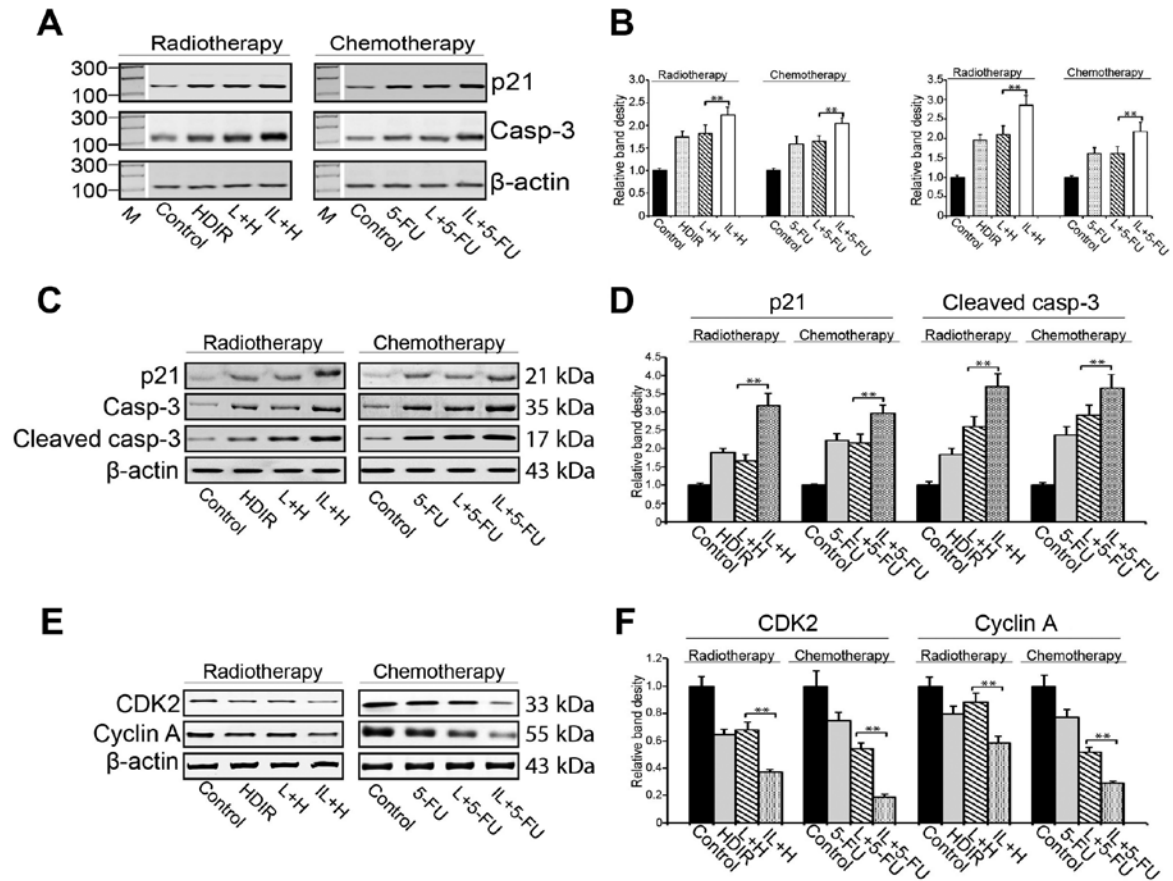 A
Radiotherapy Chemotherapy
300
100
p21
300
100
Casp-3
300
100
β-actin
M Control HDIR L+H IL+H M Control 5-FU L+5-FU IL+5-FU
B
Radiotherapy Chemotherapy
Relative band desity
3.0
2.5
2.0
1.5
1.0
0.5
0
** **
Control HDIR L+H IL+H Control 5-FU L+5-FU IL+5-FU
Radiotherapy Chemotherapy
Relative band desity
3.5
3.0
2.5
2.0
1.5
1.0
0.5
0
** **
Control HDIR L+H IL+H Control 5-FU L+5-FU IL+5-FU
C
Radiotherapy Chemotherapy
p21 21 kDa
Casp-3 35 kDa
Cleaved casp-3 17 kDa
β-actin 43 kDa
Control HDIR L+H IL+H Control 5-FU L+5-FU IL+5-FU
D
p21 Cleaved casp-3
Radiotherapy Chemotherapy Radiotherapy Chemotherapy
Relative band desity
4.5
4.0
3.5
3.0
2.5
2.0
1.5
1.0
0.5
0
** ** ** **
Control HDIR L+H IL+H Control 5-FU L+5-FU IL+5-FU Control HDIR L+H IL+H Control 5-FU L+5-FU IL+5-FU
E
Radiotherapy Chemotherapy
CDK2 33 kDa
Cyclin A 55 kDa
β-actin 43 kDa
Control HDIR L+H IL+H Control 5-FU L+5-FU IL+5-FU
F
CDK2 Cyclin A
Radiotherapy Chemotherapy Radiotherapy Chemotherapy
Relative band desity
1.2
1.0
0.8
0.6
0.4
0.2
0
** ** ** **
Control HDIR L+H IL+H Control 5-FU L+5-FU IL+5-FU Control HDIR L+H IL+H Control 5-FU L+5-FU IL+5-FU